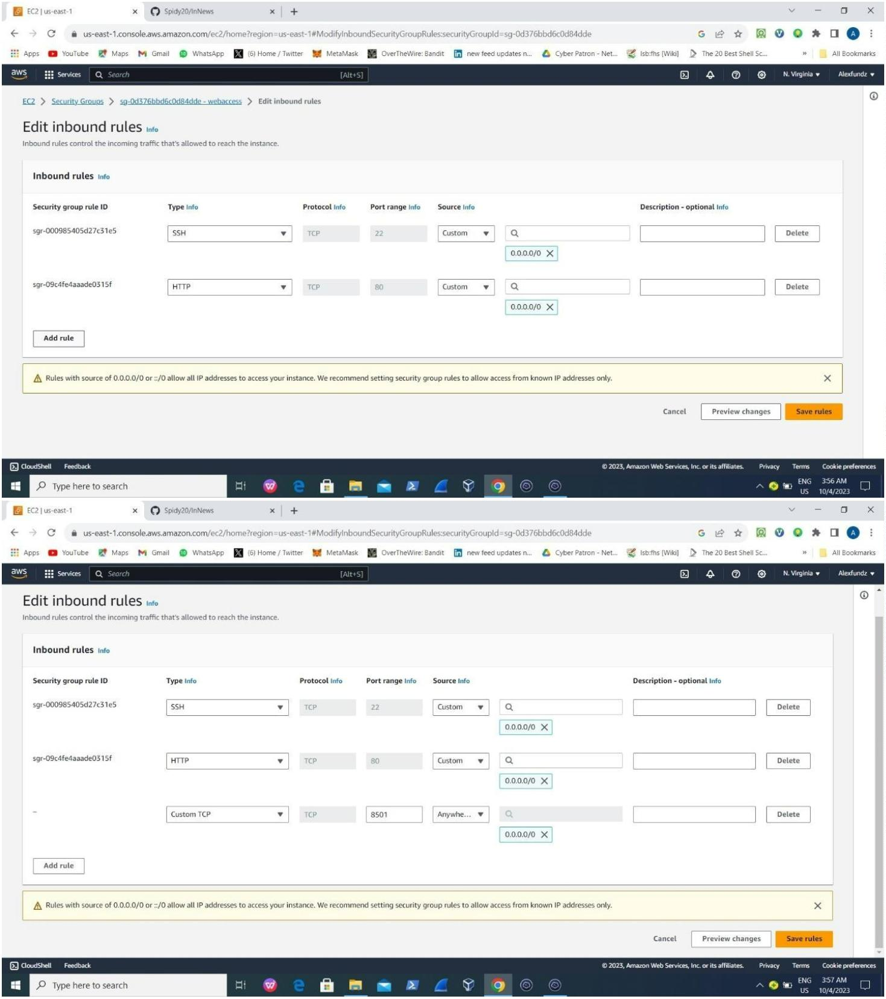 EC2 | us-east-1
Spidy20/InNews
us-east-1.console.aws.amazon.com/ec2/home?region=us-east-1#ModifyInboundSecurityGroupRules:securityGroupId=sg-0d376bbd6c0d84dde
Apps YouTube Maps Gmail WhatsApp (6) Home / Twitter MetaMask OverTheWire: Bandit new feed updates n... Cyber Patron - Net... lsb:fhs [Wiki] The 20 Best Shell Sc... » All Bookmarks
aws Services Search [Alt+S] N. Virginia Alexfundz
EC2 > Security Groups > sg-0d376bbd6c0d84dde - webaccess > Edit inbound rules
Edit inbound rules Info
Inbound rules control the incoming traffic that's allowed to reach the instance.
Inbound rules Info
Security group rule ID Type Info Protocol Info Port range Info Source Info Description - optional Info
sgr-000985405d27c31e5 SSH TCP 22 Custom Delete
0.0.0.0/0
sgr-09c4fe4aaade0315f HTTP TCP 80 Custom Delete
0.0.0.0/0
Add rule
Rules with source of 0.0.0.0/0 or ::/0 allow all IP addresses to access your instance. We recommend setting security group rules to allow access from known IP addresses only.
Cancel Preview changes Save rules
CloudShell Feedback © 2023, Amazon Web Services, Inc. or its affiliates. Privacy Terms Cookie preferences
Type here to search ENG 3:56 AM
US 10/4/2023
EC2 | us-east-1
Spidy20/InNews
us-east-1.console.aws.amazon.com/ec2/home?region=us-east-1#ModifyInboundSecurityGroupRules:securityGroupId=sg-0d376bbd6c0d84dde
Apps YouTube Maps Gmail WhatsApp (6) Home / Twitter MetaMask OverTheWire: Bandit new feed updates n... Cyber Patron - Net... lsb:fhs [Wiki] The 20 Best Shell Sc... » All Bookmarks
aws Services Search [Alt+S] N. Virginia Alexfundz
Edit inbound rules Info
Inbound rules control the incoming traffic that's allowed to reach the instance.
Inbound rules Info
Security group rule ID Type Info Protocol Info Port range Info Source Info Description - optional Info
sgr-000985405d27c31e5 SSH TCP 22 Custom Delete
0.0.0.0/0
sgr-09c4fe4aaade0315f HTTP TCP 80 Custom Delete
0.0.0.0/0
– Custom TCP TCP 8501 Anywhe... Delete
0.0.0.0/0
Add rule
Rules with source of 0.0.0.0/0 or ::/0 allow all IP addresses to access your instance. We recommend setting security group rules to allow access from known IP addresses only.
Cancel Preview changes Save rules
CloudShell Feedback © 2023, Amazon Web Services, Inc. or its affiliates. Privacy Terms Cookie preferences
Type here to search ENG 3:57 AM
US 10/4/2023